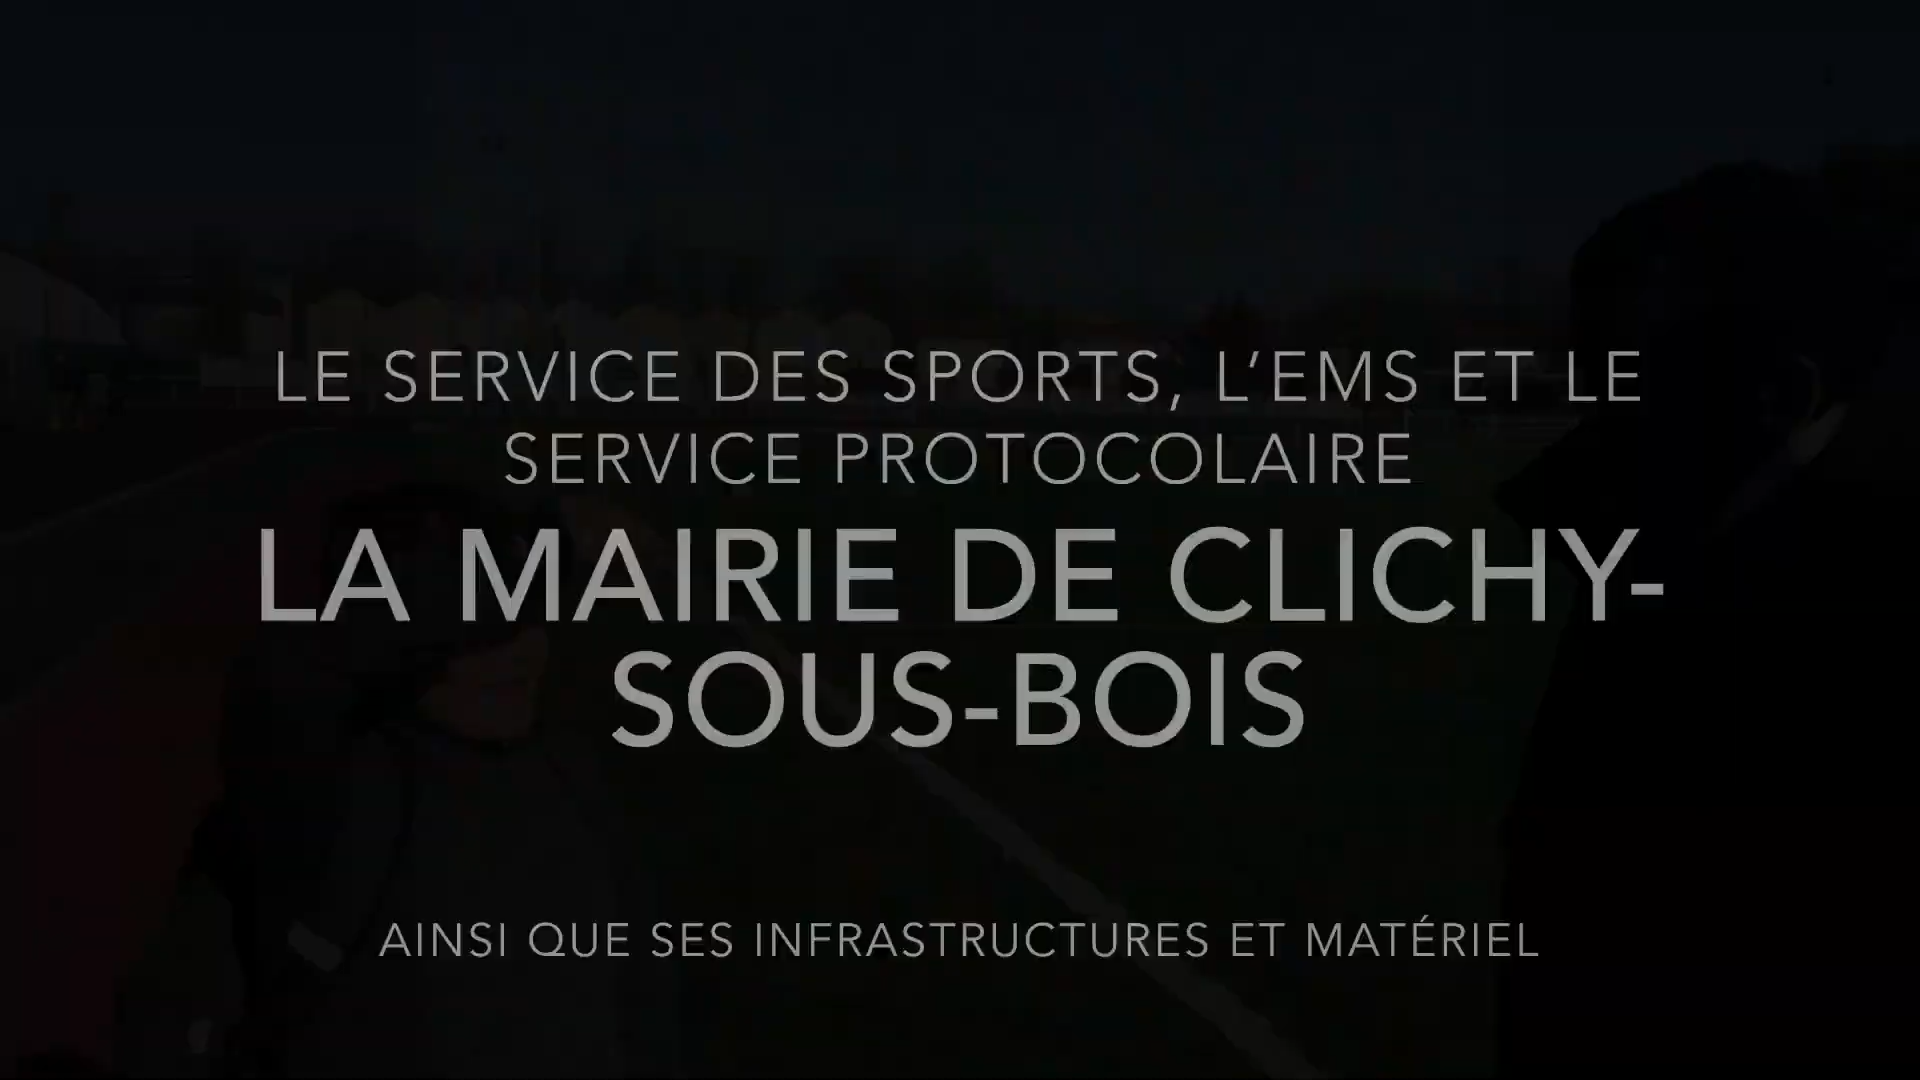 LE SERVICE DES SPORTS, L’EMS ET LE
SERVICE PROTOCOLAIRE
LA MAIRIE DE CLICHY-
SOUS-BOIS
AINSI QUE SES INFRASTRUCTURES ET MATÉRIEL